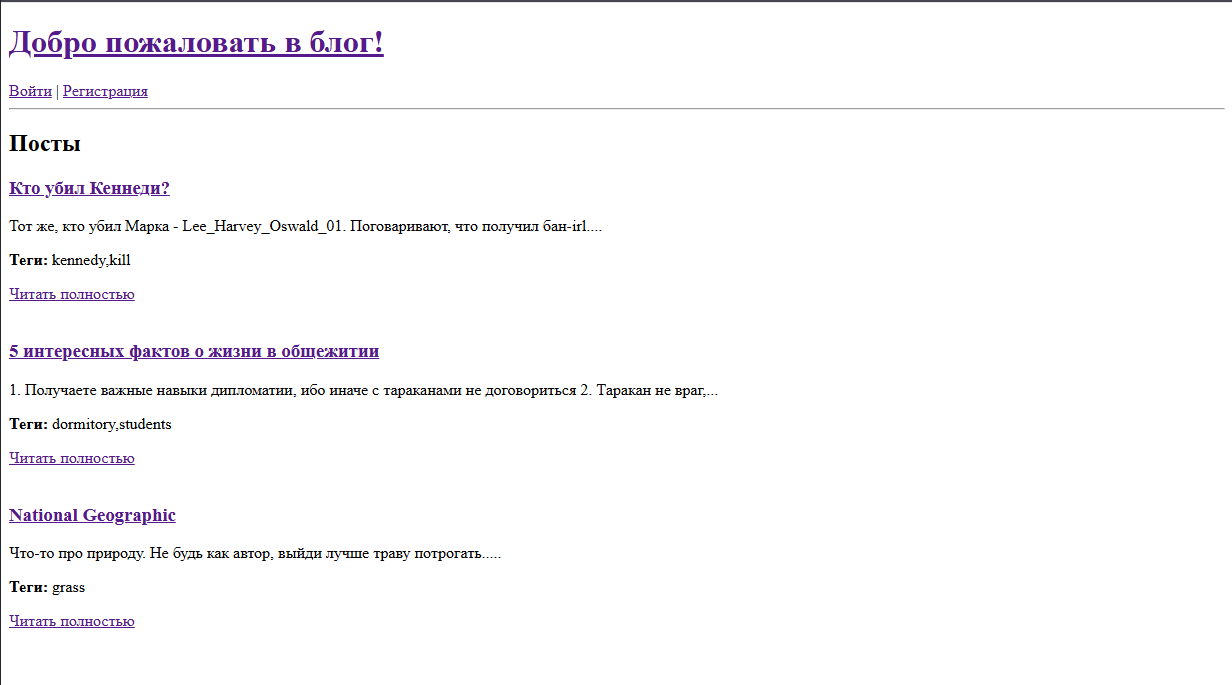 Добро пожаловать в блог!
Войти | Регистрация
Посты
Кто убил Кеннеди?
Тот же, кто убил Марка - Lee_Harvey_Oswald_01. Поговаривают, что получил бан-irl....
Теги: kennedy,kill
Читать полностью
5 интересных фактов о жизни в общежитии
1. Получаете важные навыки дипломатии, ибо иначе с тараканами не договориться 2. Таракан не враг,...
Теги: dormitory,students
Читать полностью
National Geographic
Что-то про природу. Не будь как автор, выйди лучше траву потрогать.....
Теги: grass
Читать полностью